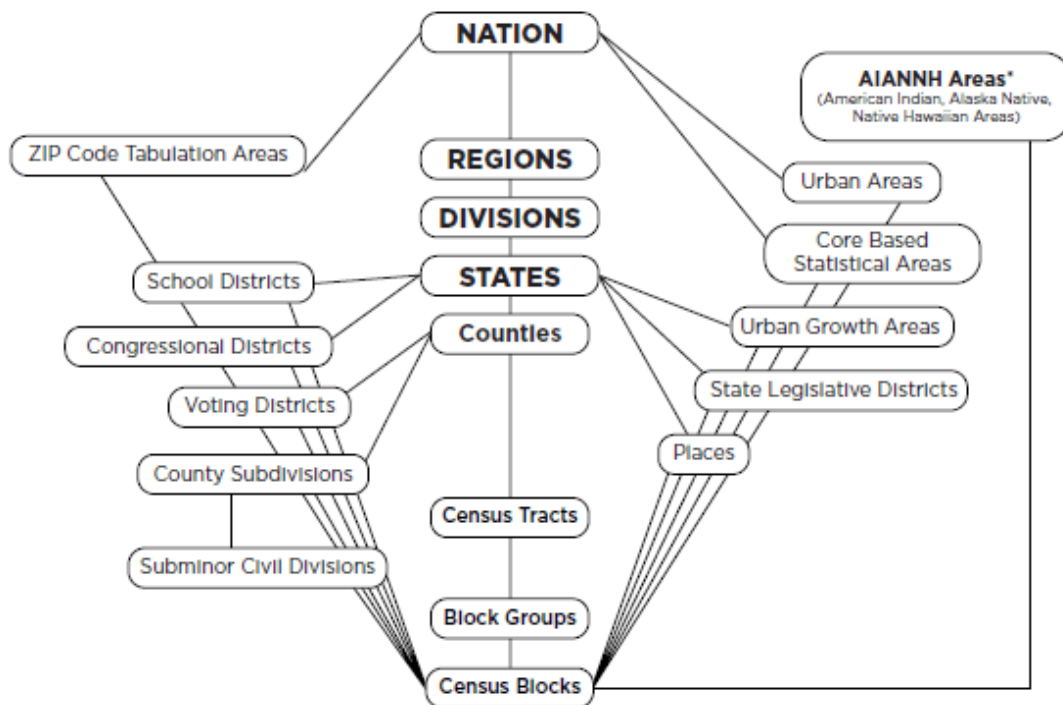 NATION
AIANNH Areas*
(American Indian, Alaska Native,
Native Hawaiian Areas)
ZIP Code Tabulation Areas
REGIONS
Urban Areas
DIVISIONS
Core Based
Statistical Areas
School Districts
STATES
Congressional Districts
Counties
Urban Growth Areas
Voting Districts
State Legislative Districts
County Subdivisions
Places
Census Tracts
Subminor Civil Divisions
Block Groups
Census Blocks